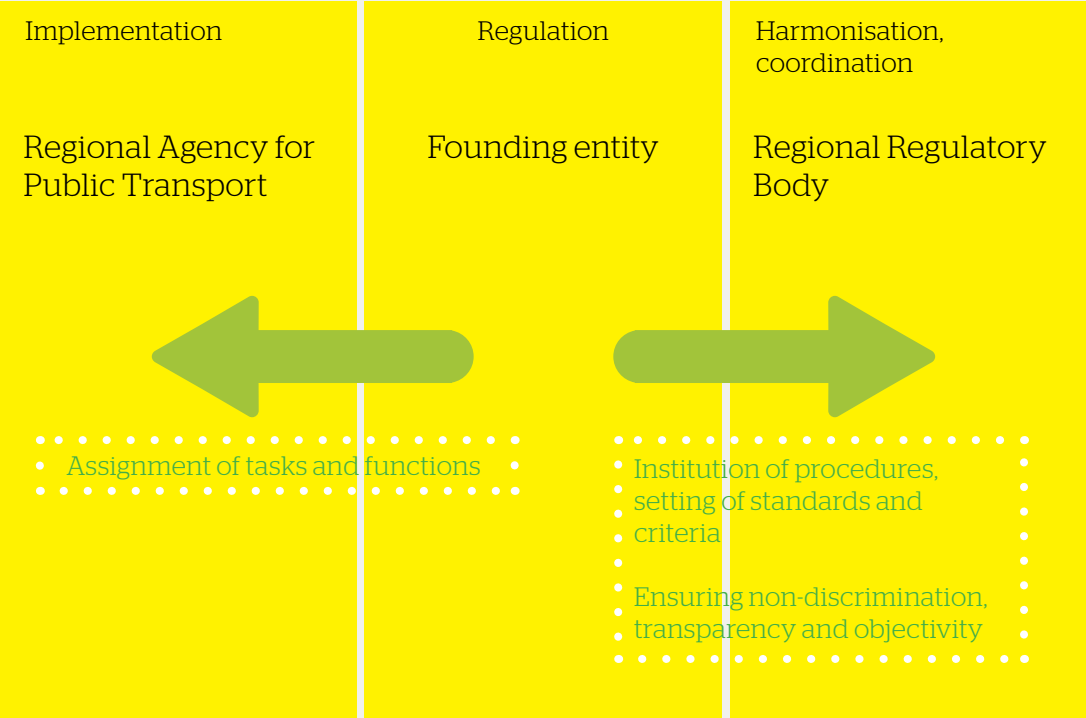 Implementation
Regional Agency for
Public Transport
Regulation
Founding entity
Harmonisation,
coordination
Regional Regulatory
Body
Assignment of tasks and functions
Institution of procedures,
setting of standards and
criteria
Ensuring non-discrimination,
transparency and objectivity